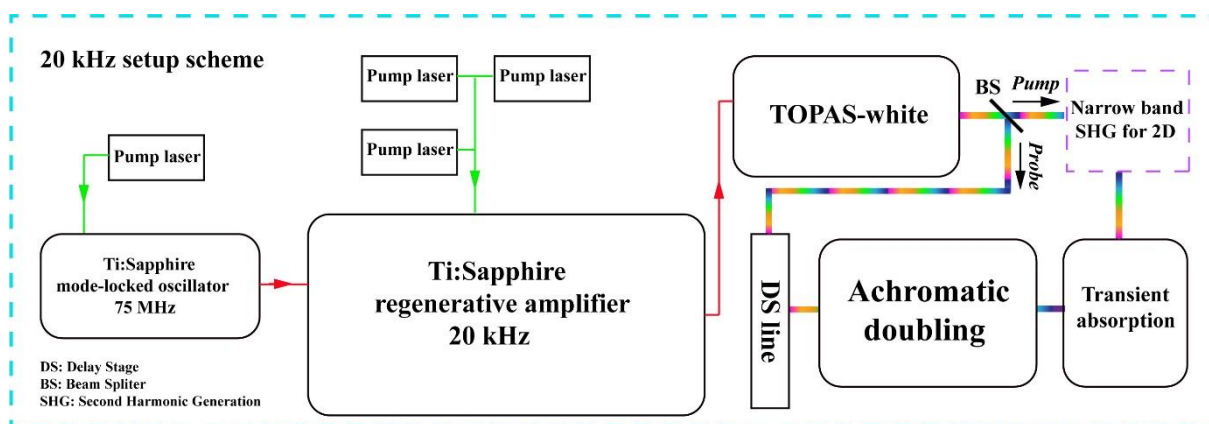 20 kHz setup scheme
Pump laser
Pump laser
Pump laser
Pump laser
Ti:Sapphire
mode-locked oscillator
75 MHz
Ti:Sapphire
regenerative amplifier
20 kHz
TOPAS-white
BS
Pump
Probe
Narrow band
SHG for 2D
DS line
Achromatic
doubling
Transient
absorption
DS: Delay Stage
BS: Beam Spliter
SHG: Second Harmonic Generation